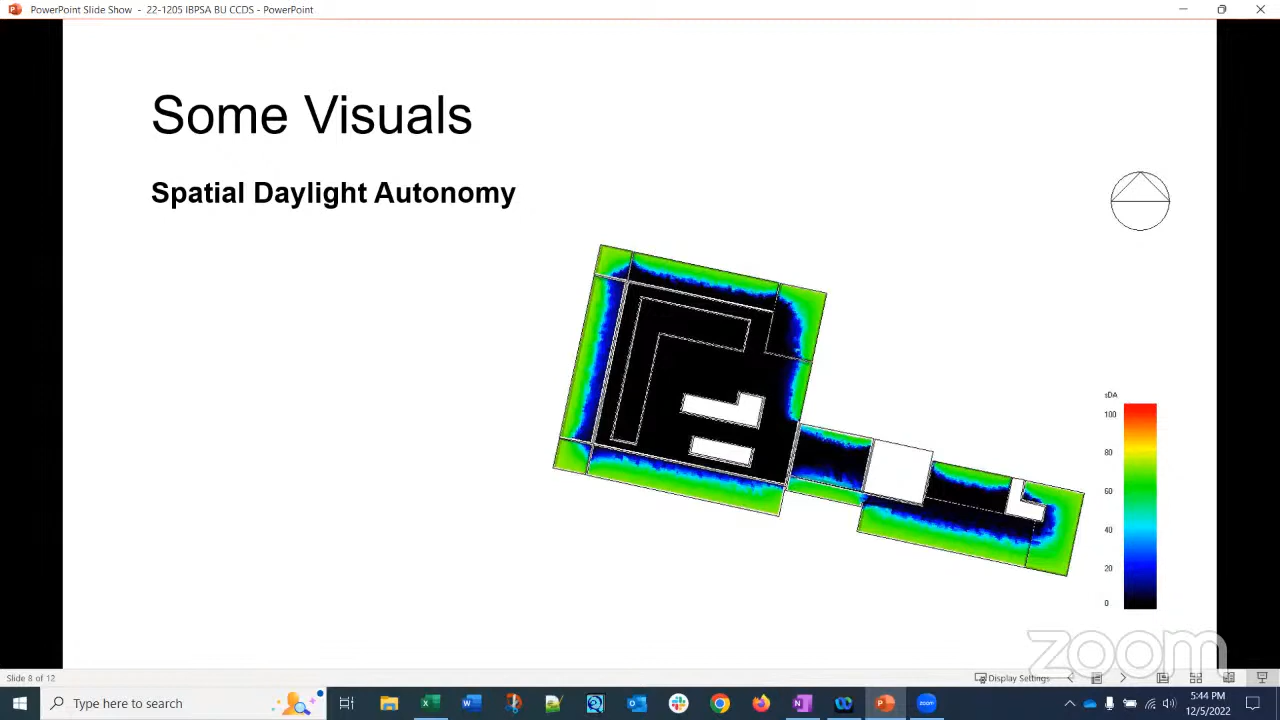 PowerPoint Slide Show - 22-1205 IBPSA BU CCDS - PowerPoint
Some Visuals
Spatial Daylight Autonomy
sDA
100
80
60
40
20
0
zoom
Slide 8 of 12
Display Settings
Type here to search
zoom
5:44 PM
12/5/2022